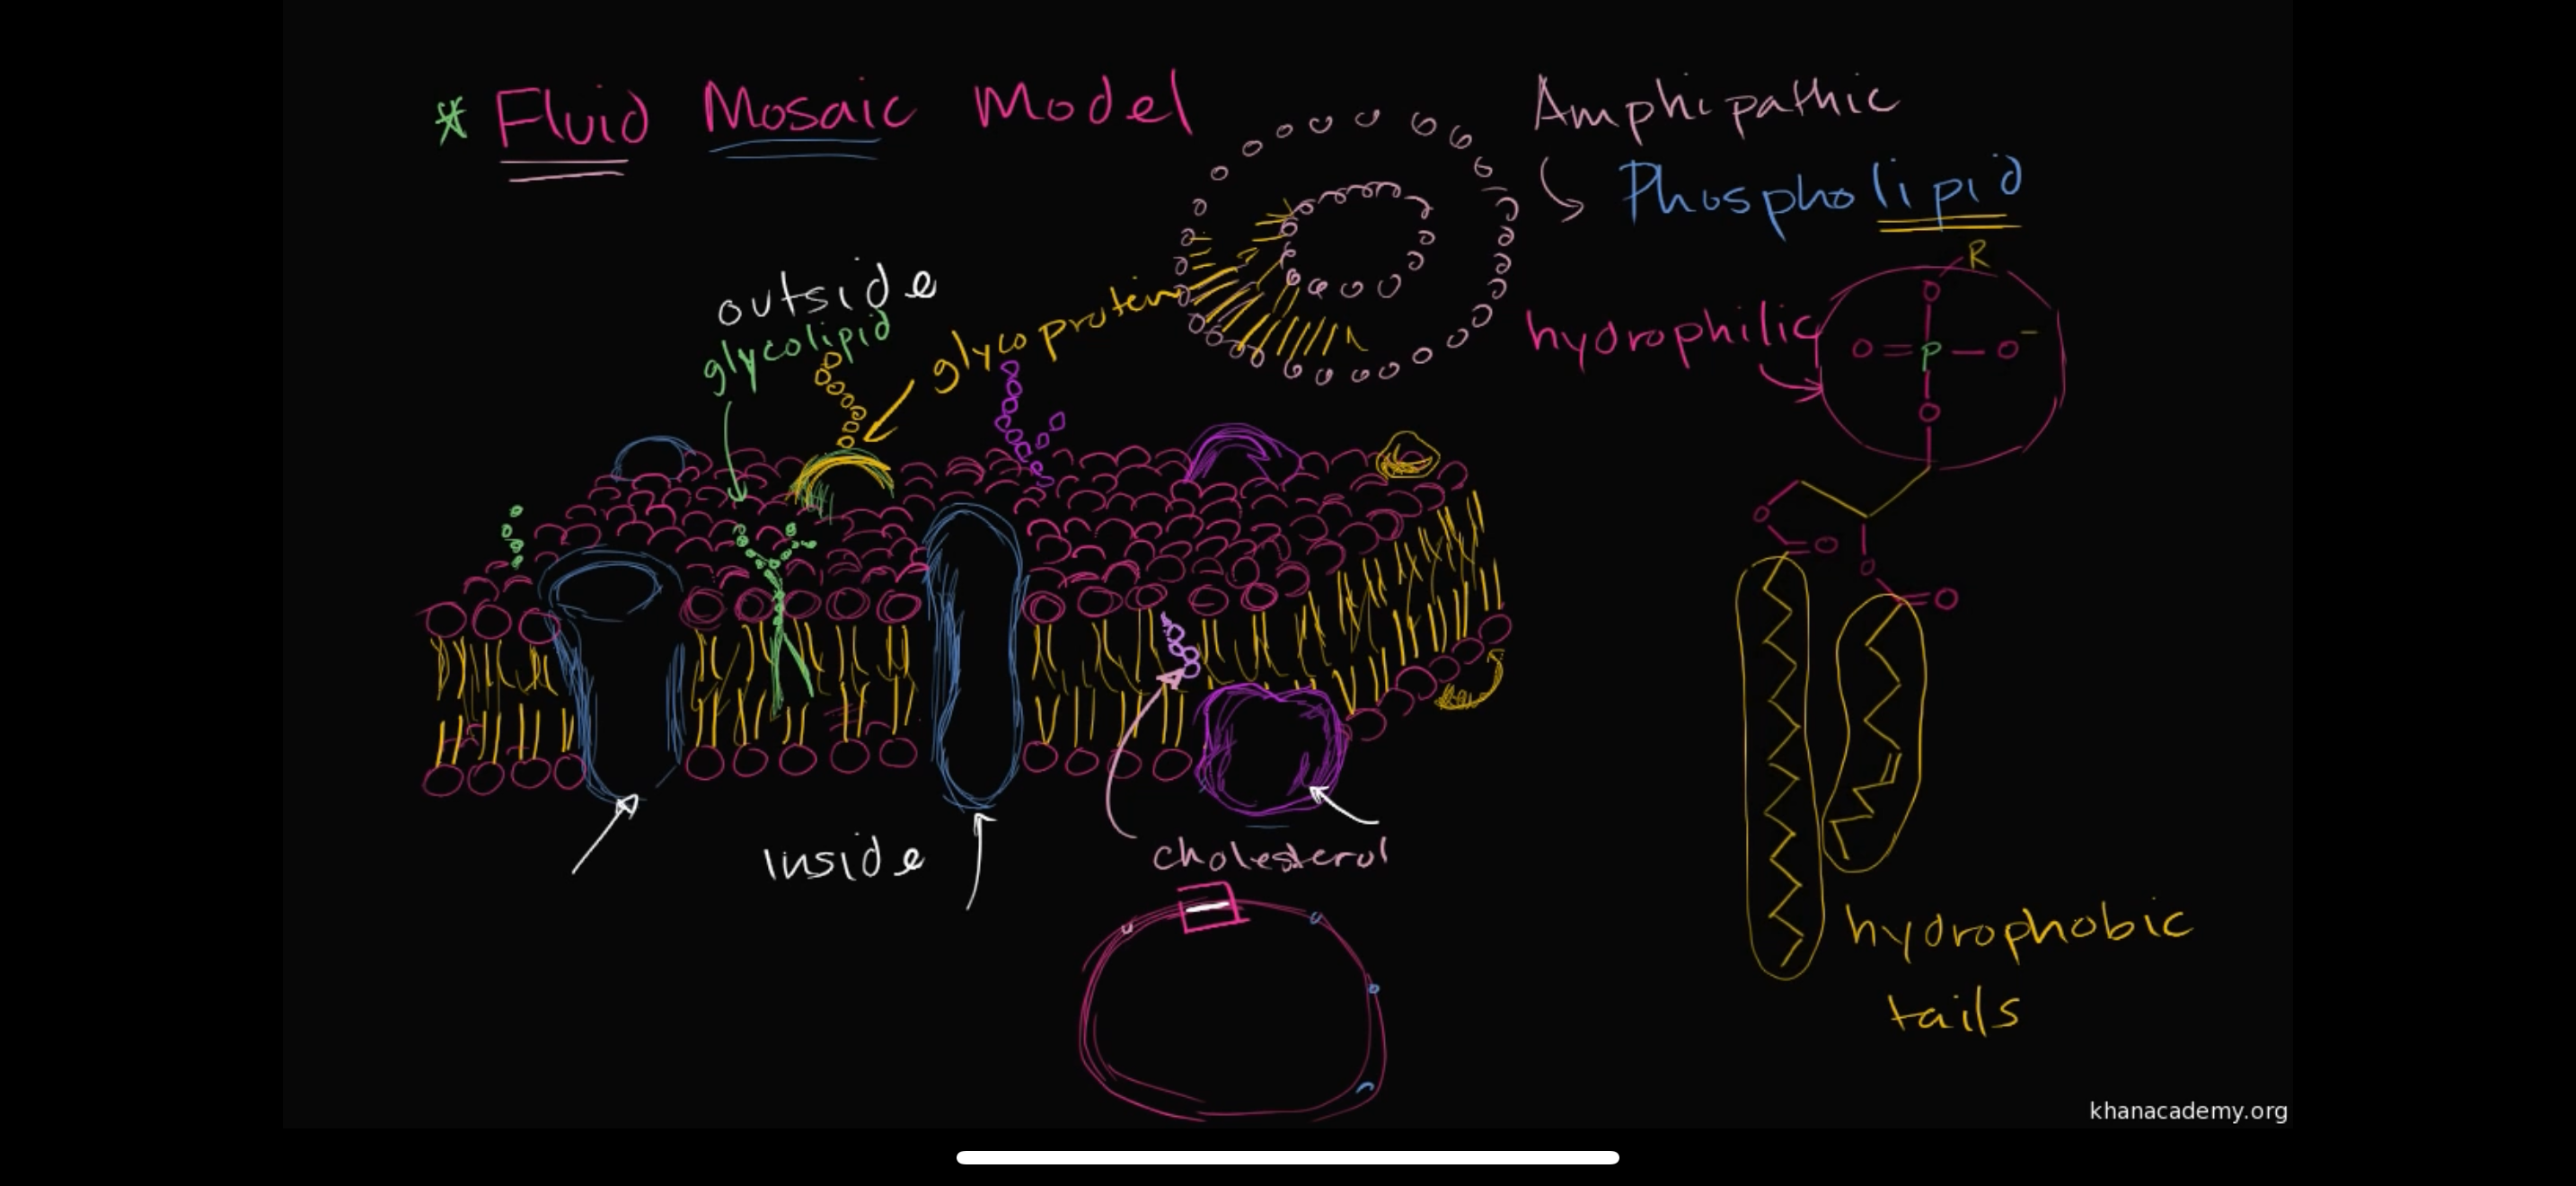 * Fluid Mosaic Model
Amphipathic
Phospholipid
R
O
O = P — O −
O
hydrophilic
outside
glycolipid
glycoprotein
O
O
O
O
inside
cholesterol
hydrophobic
tails
khanacademy.org